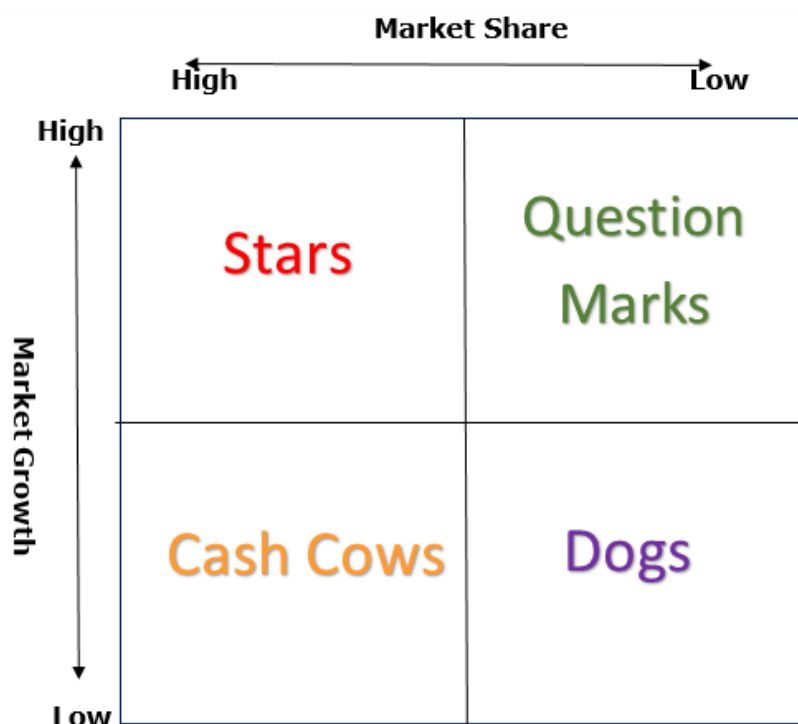 Market Share
High Low
High
Stars
Question
Marks
Market Growth
Cash Cows
Dogs
Low